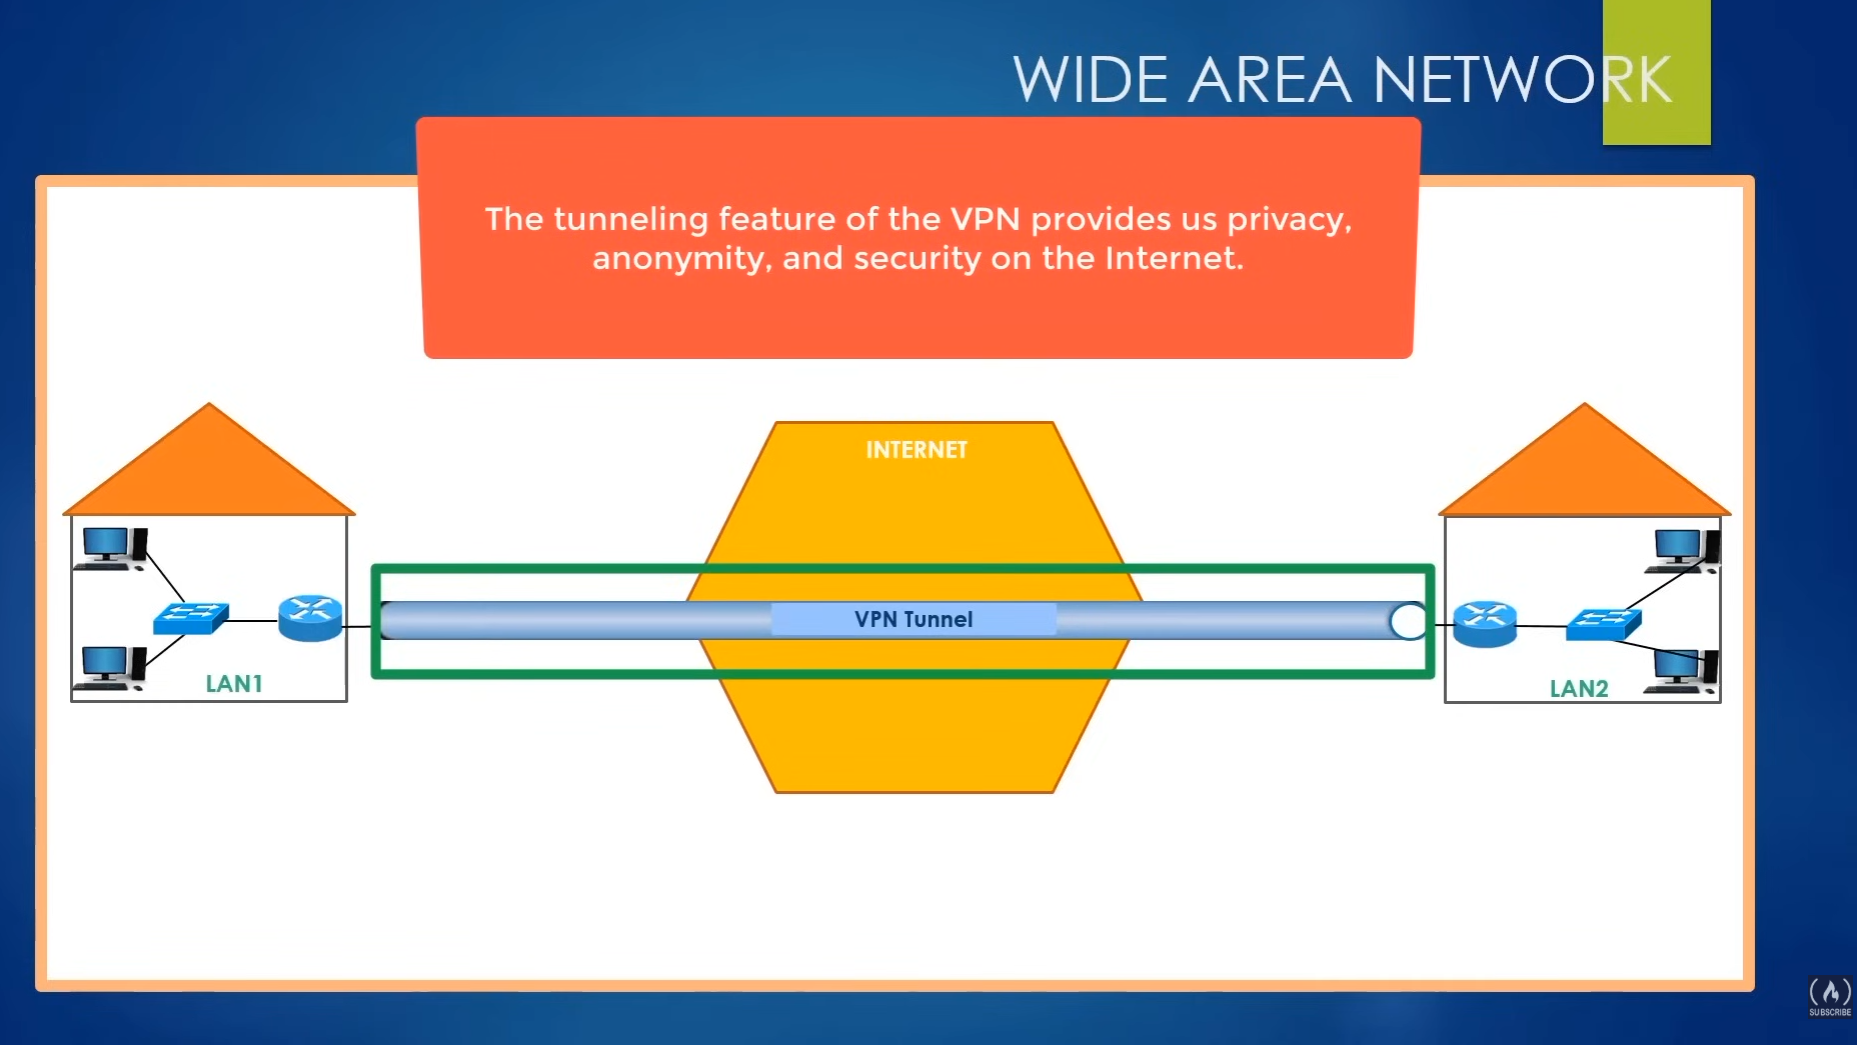 WIDE AREA NETWORK
The tunneling feature of the VPN provides us privacy,
anonymity, and security on the Internet.
INTERNET
VPN Tunnel
LAN1
LAN2
SUBSCRIBE